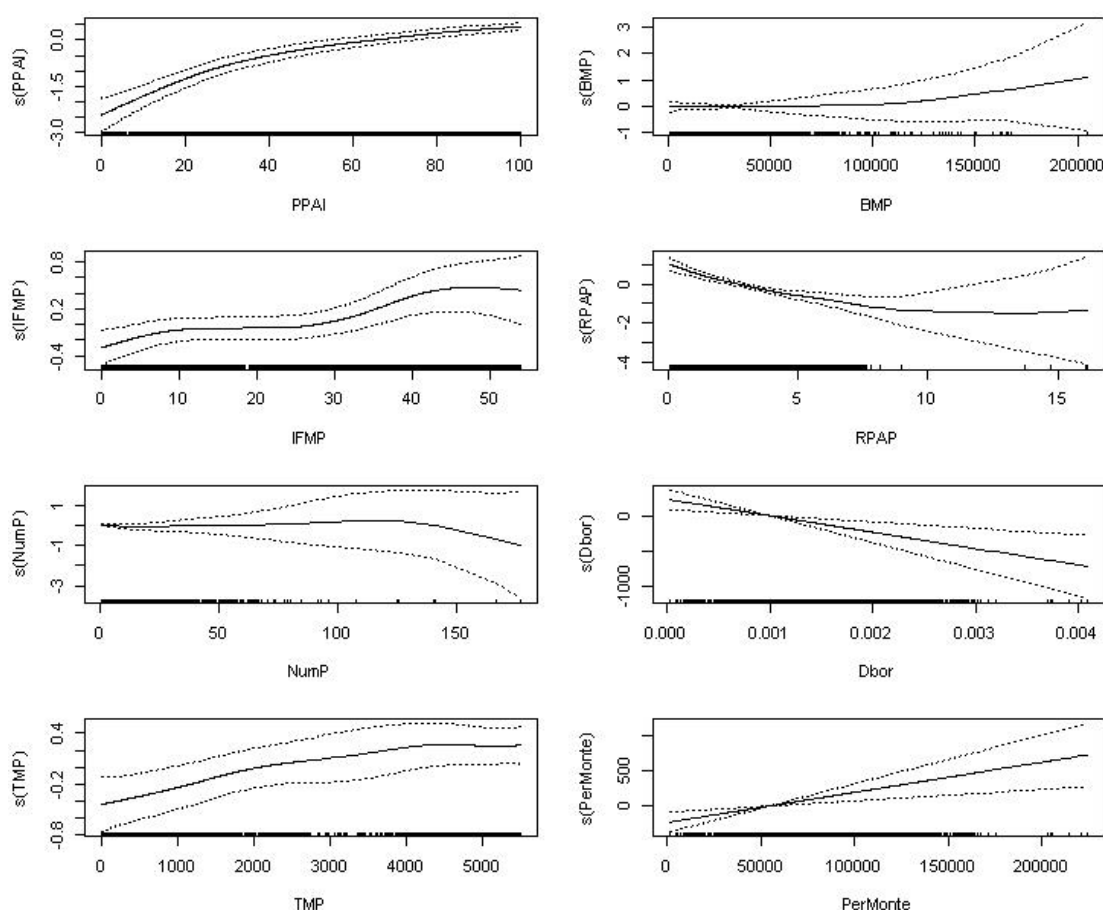 s(PPAI)
0.0
-1.5
-3.0
0 20 40 60 80 100
PPAI
s(BMP)
3
2
1
0
-1
0 50000 100000 150000 200000
BMP
s(IFMP)
0.8
0.2
-0.4
0 10 20 30 40 50
IFMP
s(RPAP)
0
-2
-4
0 5 10 15
RPAP
s(NumP)
1
-1
-3
0 50 100 150
NumP
s(Dbor)
0
-1000
0.000 0.001 0.002 0.003 0.004
Dbor
s(TMP)
0.4
-0.2
-0.8
0 1000 2000 3000 4000 5000
TMP
s(PerMonte)
500
0
0 50000 100000 150000 200000
PerMonte